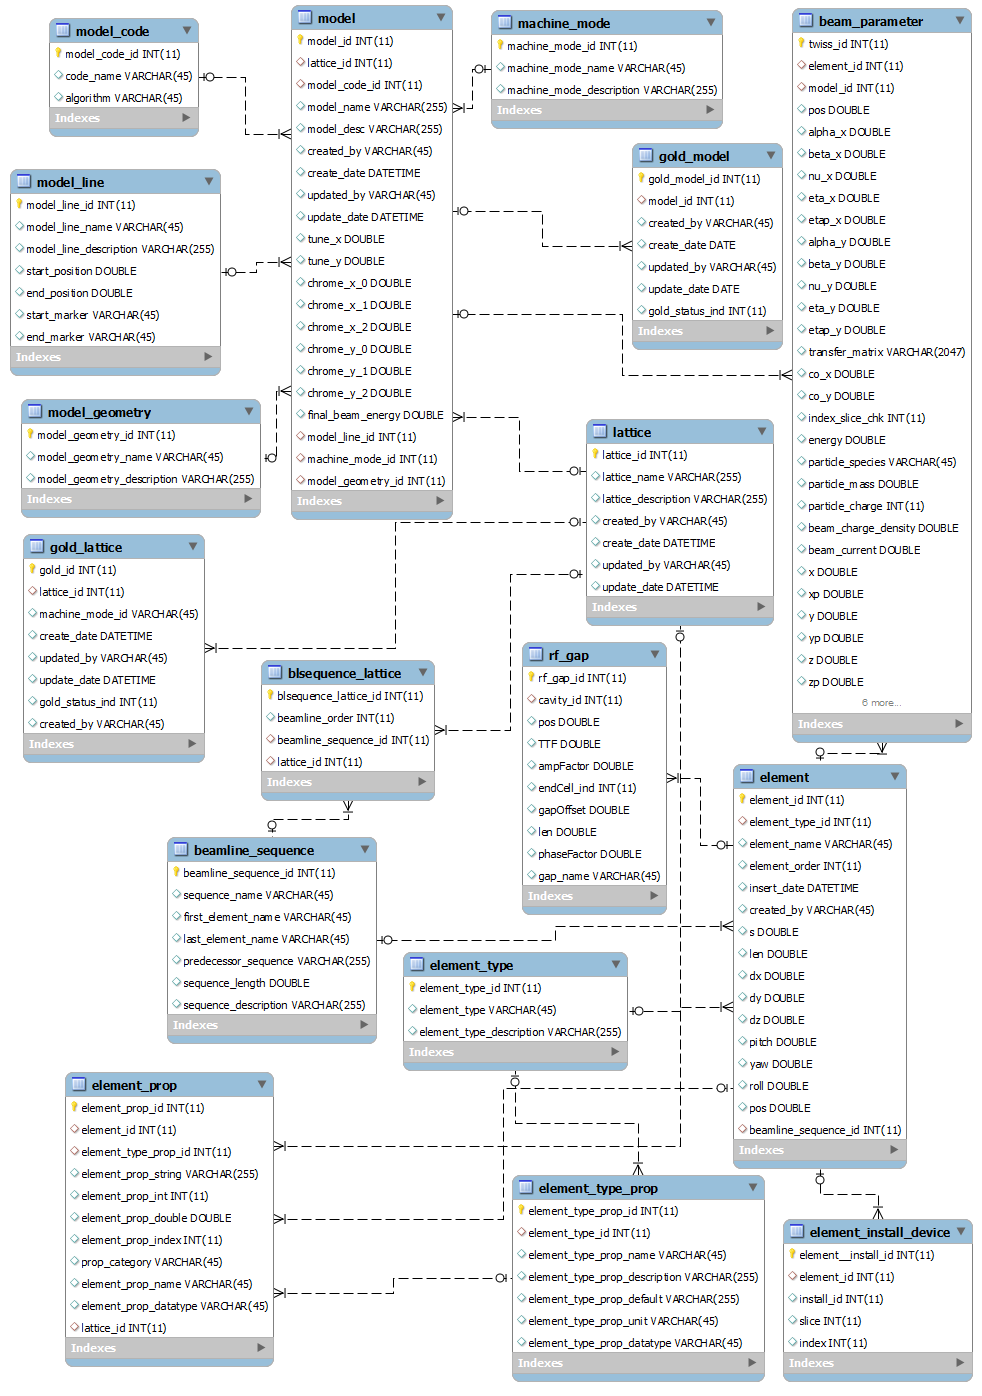 model_code
model_code_id INT(11)
code_name VARCHAR(45)
algorithm VARCHAR(45)
Indexes
model
model_id INT(11)
lattice_id INT(11)
model_code_id INT(11)
model_name VARCHAR(255)
model_desc VARCHAR(255)
created_by VARCHAR(45)
create_date DATETIME
updated_by VARCHAR(45)
update_date DATETIME
tune_x DOUBLE
tune_y DOUBLE
chrome_x_0 DOUBLE
chrome_x_1 DOUBLE
chrome_x_2 DOUBLE
chrome_y_0 DOUBLE
chrome_y_1 DOUBLE
chrome_y_2 DOUBLE
final_beam_energy DOUBLE
model_line_id INT(11)
machine_mode_id INT(11)
model_geometry_id INT(11)
Indexes
machine_mode
machine_mode_id INT(11)
machine_mode_name VARCHAR(45)
machine_mode_description VARCHAR(255)
Indexes
beam_parameter
twiss_id INT(11)
element_id INT(11)
model_id INT(11)
pos DOUBLE
alpha_x DOUBLE
beta_x DOUBLE
nu_x DOUBLE
eta_x DOUBLE
etap_x DOUBLE
alpha_y DOUBLE
beta_y DOUBLE
nu_y DOUBLE
eta_y DOUBLE
etap_y DOUBLE
transfer_matrix VARCHAR(2047)
co_x DOUBLE
co_y DOUBLE
index_slice_chk INT(11)
energy DOUBLE
particle_species VARCHAR(45)
particle_mass DOUBLE
particle_charge INT(11)
beam_charge_density DOUBLE
beam_current DOUBLE
x DOUBLE
xp DOUBLE
y DOUBLE
yp DOUBLE
z DOUBLE
zp DOUBLE
6 more...
Indexes
gold_model
gold_model_id INT(11)
model_id INT(11)
created_by VARCHAR(45)
create_date DATE
updated_by VARCHAR(45)
update_date DATE
gold_status_ind INT(11)
Indexes
model_line
model_line_id INT(11)
model_line_name VARCHAR(45)
model_line_description VARCHAR(255)
start_position DOUBLE
end_position DOUBLE
start_marker VARCHAR(45)
end_marker VARCHAR(45)
Indexes
model_geometry
model_geometry_id INT(11)
model_geometry_name VARCHAR(45)
model_geometry_description VARCHAR(255)
Indexes
lattice
lattice_id INT(11)
lattice_name VARCHAR(255)
lattice_description VARCHAR(255)
created_by VARCHAR(45)
create_date DATETIME
updated_by VARCHAR(45)
update_date DATETIME
Indexes
gold_lattice
gold_id INT(11)
lattice_id INT(11)
machine_mode_id VARCHAR(45)
create_date DATETIME
updated_by VARCHAR(45)
update_date DATETIME
gold_status_ind INT(11)
created_by VARCHAR(45)
Indexes
blsequence_lattice
blsequence_lattice_id INT(11)
beamline_order INT(11)
beamline_sequence_id INT(11)
lattice_id INT(11)
Indexes
rf_gap
rf_gap_id INT(11)
cavity_id INT(11)
pos DOUBLE
TTF DOUBLE
ampFactor DOUBLE
endCell_ind INT(11)
gapOffset DOUBLE
len DOUBLE
phaseFactor DOUBLE
gap_name VARCHAR(45)
Indexes
element
element_id INT(11)
element_type_id INT(11)
element_name VARCHAR(45)
element_order INT(11)
insert_date DATETIME
created_by VARCHAR(45)
s DOUBLE
len DOUBLE
dx DOUBLE
dy DOUBLE
dz DOUBLE
pitch DOUBLE
yaw DOUBLE
roll DOUBLE
pos DOUBLE
beamline_sequence_id INT(11)
Indexes
beamline_sequence
beamline_sequence_id INT(11)
sequence_name VARCHAR(45)
first_element_name VARCHAR(45)
last_element_name VARCHAR(45)
predecessor_sequence VARCHAR(255)
sequence_length DOUBLE
sequence_description VARCHAR(255)
Indexes
element_type
element_type_id INT(11)
element_type VARCHAR(45)
element_type_description VARCHAR(255)
Indexes
element_prop
element_prop_id INT(11)
element_id INT(11)
element_type_prop_id INT(11)
element_prop_string VARCHAR(255)
element_prop_int INT(11)
element_prop_double DOUBLE
element_prop_index INT(11)
prop_category VARCHAR(45)
element_prop_name VARCHAR(45)
element_prop_datatype VARCHAR(45)
lattice_id INT(11)
Indexes
element_type_prop
element_type_prop_id INT(11)
element_type_id INT(11)
element_type_prop_name VARCHAR(45)
element_type_prop_description VARCHAR(255)
element_type_prop_default VARCHAR(255)
element_type_prop_unit VARCHAR(45)
element_type_prop_datatype VARCHAR(45)
Indexes
element_install_device
element__install_id INT(11)
element_id INT(11)
install_id INT(11)
slice INT(11)
index INT(11)
Indexes